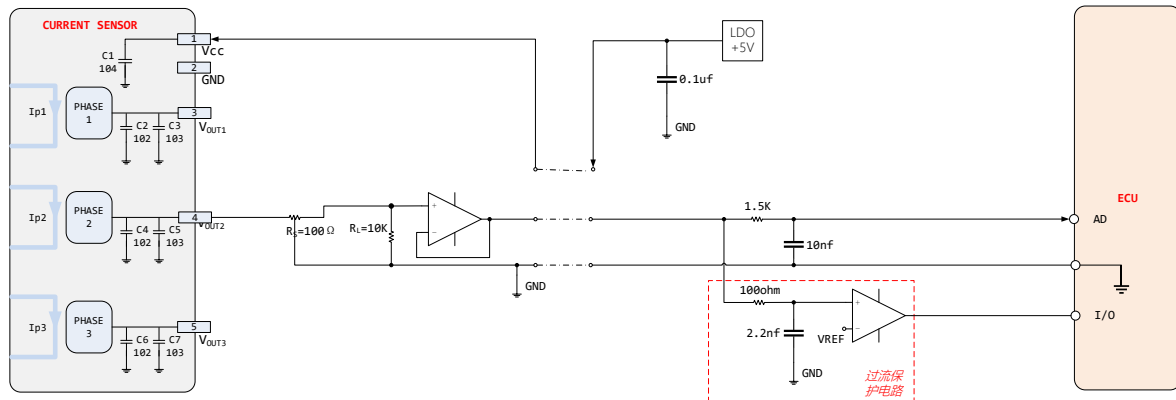 CURRENT SENSOR
1
Vcc
C1
104
2
GND
Ip1
PHASE
1
3
VOUT1
C2
102
C3
103
Ip2
PHASE
2
4
VOUT2
C4
102
C5
103
Ip3
PHASE
3
5
VOUT3
C6
102
C7
103
RS=100Ω
RL=10K
+
−
GND
LDO
+5V
0.1uf
GND
1.5K
10nf
100ohm
2.2nf
GND
VREF
+
−
过流保
护电路
ECU
AD
I/O